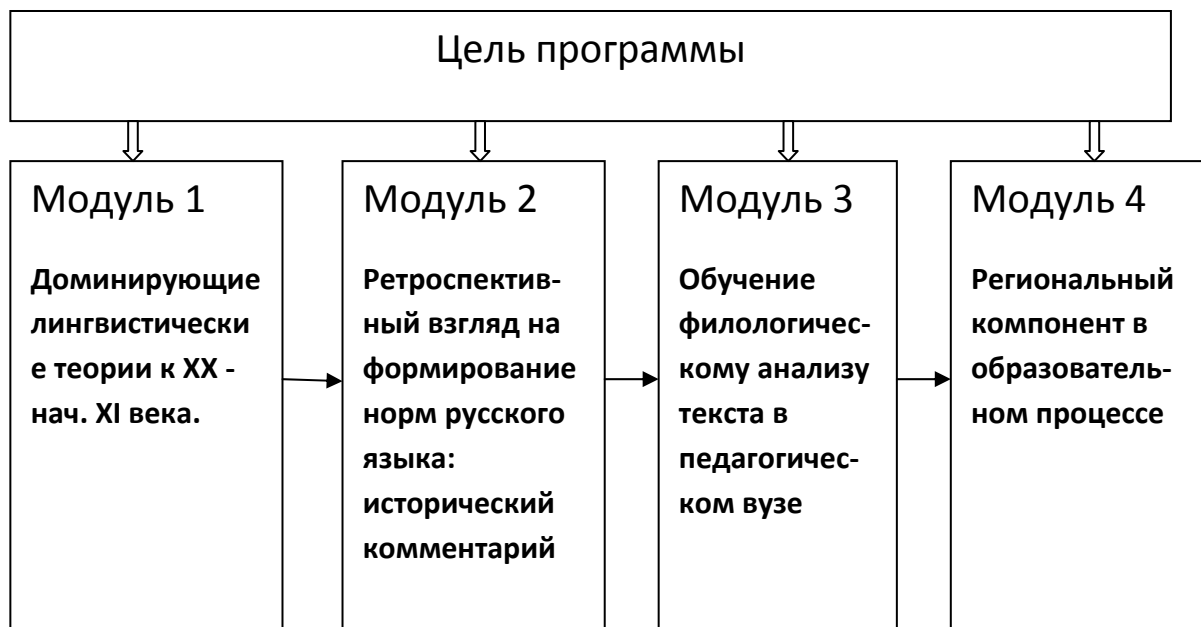 Цель программы
Модуль 1
Доминирующие
лингвистически
е теории к XX -
нач. XI века.
Модуль 2
Ретроспектив-
ный взгляд на
формирование
норм русского
языка:
исторический
комментарий
Модуль 3
Обучение
филологичес-
кому анализу
текста в
педагогичес-
ком вузе
Модуль 4
Региональный
компонент в
образователь-
ном процессе